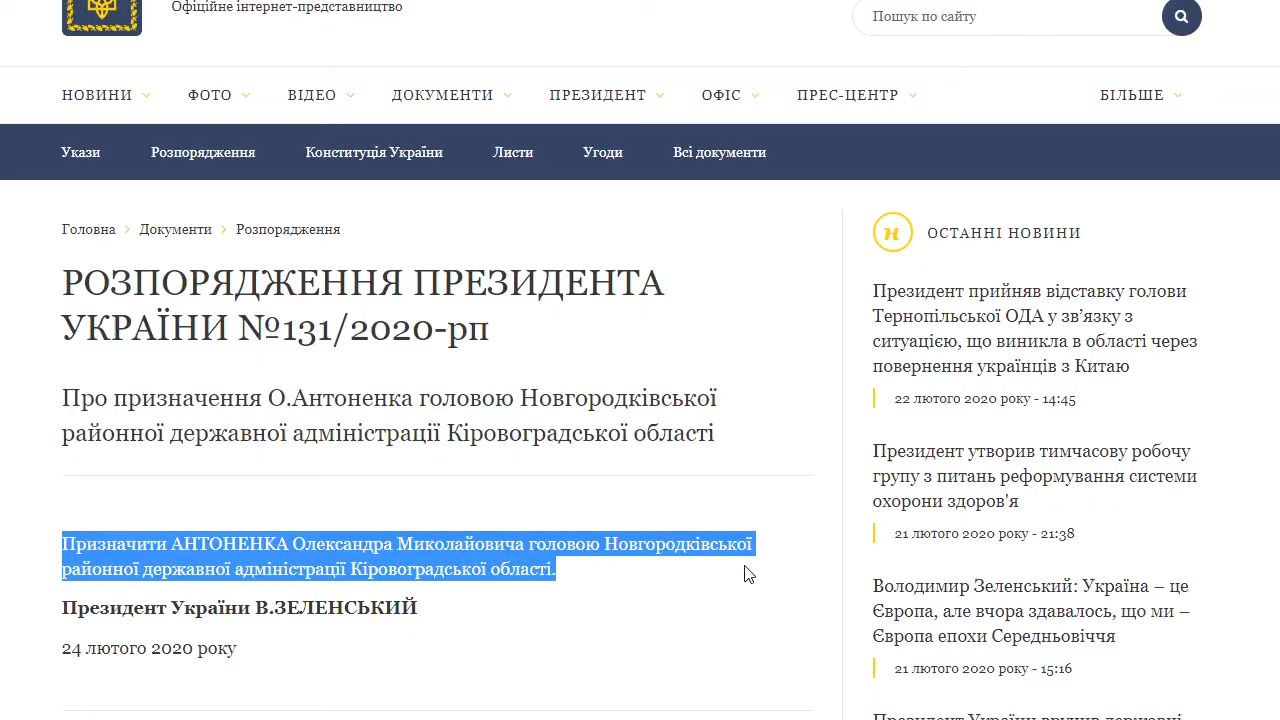 Офіційне інтернет-представництво
Пошук по сайту
НОВИНИ ФОТО ВІДЕО ДОКУМЕНТИ ПРЕЗИДЕНТ ОФІС ПРЕС-ЦЕНТР БІЛЬШЕ
Укази Розпорядження Конституція України Листи Угоди Всі документи
Головна Документи Розпорядження
РОЗПОРЯДЖЕННЯ ПРЕЗИДЕНТА
УКРАЇНИ №131/2020-рп
Про призначення О.Антоненка головою Новгородківської
районної державної адміністрації Кіровоградської області
Призначити АНТОНЕНКА Олександра Миколайовича головою Новгородківської
районної державної адміністрації Кіровоградської області.
Президент України В.ЗЕЛЕНСЬКИЙ
24 лютого 2020 року
н ОСТАННІ НОВИНИ
Президент прийняв відставку голови
Тернопільської ОДА у зв’язку з
ситуацією, що виникла в області через
повернення українців з Китаю
22 лютого 2020 року - 14:45
Президент утворив тимчасову робочу
групу з питань реформування системи
охорони здоров'я
21 лютого 2020 року - 21:38
Володимир Зеленський: Україна – це
Європа, але вчора здавалось, що ми –
Європа епохи Середньовіччя
21 лютого 2020 року - 15:16
Президент України вручив державні